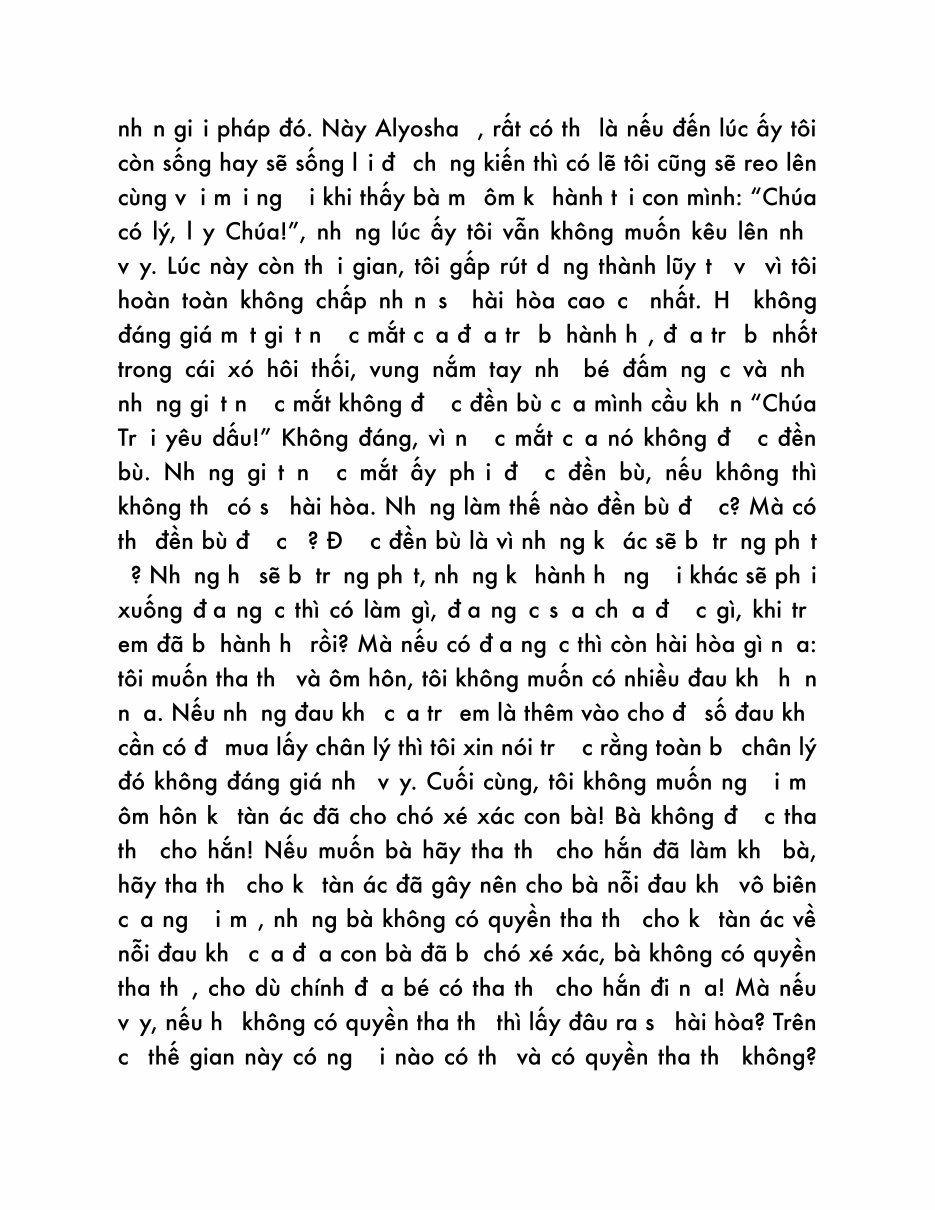 nh n gi i pháp đó. Này Alyosha , rất có th là nếu đến lúc ấy tôi
còn sống hay sẽ sống l i đ ch ng kiến thì có lẽ tôi cũng sẽ reo lên
cùng v i m i ng i khi thấy bà m ôm k hành t i con mình: “Chúa
có lý, l y Chúa!”, nh ng lúc ấy tôi vẫn không muốn kêu lên nh
v y. Lúc này còn th i gian, tôi gấp rút d ng thành lũy t v vì tôi
hoàn toàn không chấp nh n s hài hòa cao c nhất. H không
đáng giá m t gi t n c mắt c a đ a tr b hành h , đ a tr b nhốt
trong cái xó hôi thối, vung nắm tay nh bé đấm ng c và nh
nh ng gi t n c mắt không đ c đền bù c a mình cầu kh n “Chúa
Tr i yêu dấu!” Không đáng, vì n c mắt c a nó không đ c đền
bù. Nh ng gi t n c mắt ấy ph i đ c đền bù, nếu không thì
không th có s hài hòa. Nh ng làm thế nào đền bù đ c? Mà có
th đền bù đ c ? Đ c đền bù là vì nh ng k ác sẽ b tr ng ph t
? Nh ng h sẽ b tr ng ph t, nh ng k hành h ng i khác sẽ ph i
xuống đ a ng c thì có làm gì, đ a ng c s a ch a đ c gì, khi tr
em đã b hành h rồi? Mà nếu có đ a ng c thì còn hài hòa gì n a:
tôi muốn tha th và ôm hôn, tôi không muốn có nhiều đau kh h n
n a. Nếu nh ng đau kh c a tr em là thêm vào cho đ số đau kh
cần có đ mua lấy chân lý thì tôi xin nói tr c rằng toàn b chân lý
đó không đáng giá nh v y. Cuối cùng, tôi không muốn ng i m
ôm hôn k tàn ác đã cho chó xé xác con bà! Bà không đ c tha
th cho hắn! Nếu muốn bà hãy tha th cho hắn đã làm kh bà,
hãy tha th cho k tàn ác đã gây nên cho bà nỗi đau kh vô biên
c a ng i m , nh ng bà không có quyền tha th cho k tàn ác về
nỗi đau kh c a đ a con bà đã b chó xé xác, bà không có quyền
tha th , cho dù chính đ a bé có tha th cho hắn đi n a! Mà nếu
v y, nếu h không có quyền tha th thì lấy đâu ra s hài hòa? Trên
c thế gian này có ng i nào có th và có quyền tha th không?